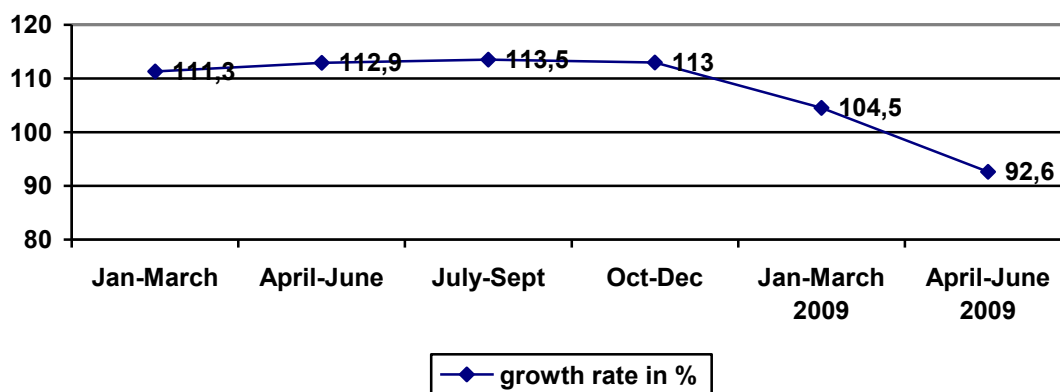 120
110
100
90
80
111,3
112,9
113,5
113
104,5
92,6
Jan-March
April-June
July-Sept
Oct-Dec
Jan-March
2009
April-June
2009
growth rate in %